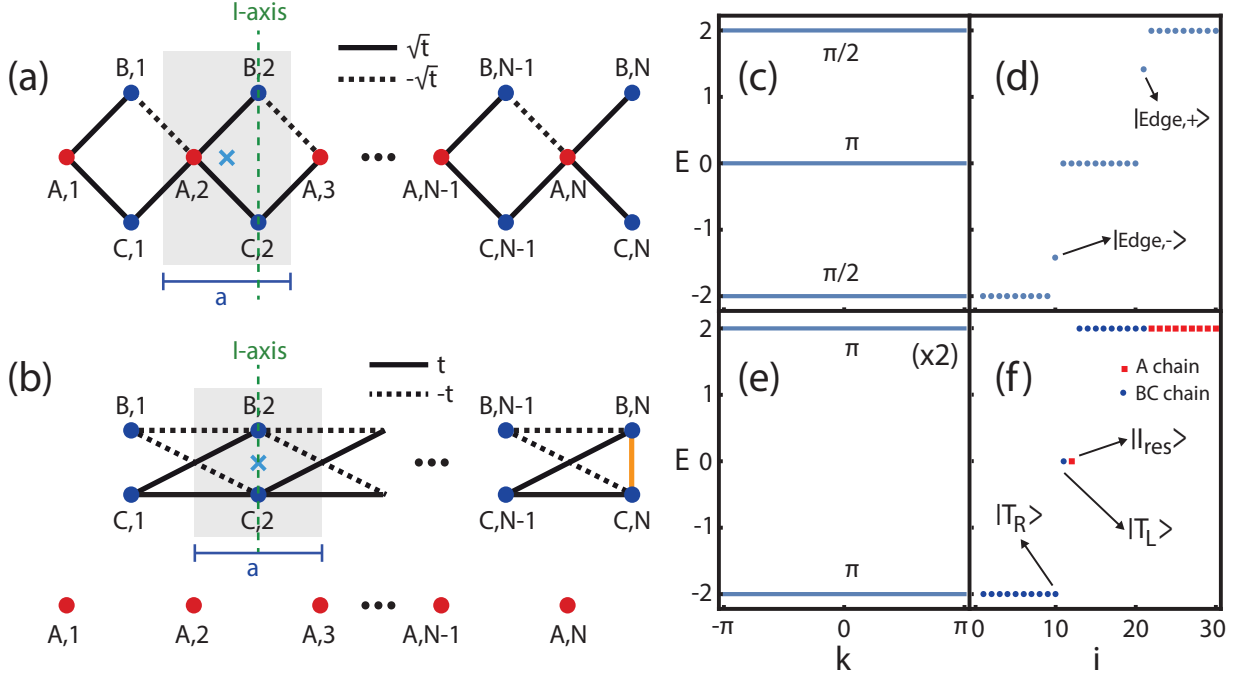 (a)
I-axis
√t
-√t
B,1
B,2
B,N-1
B,N
A,1
A,2
A,3
A,N-1
A,N
C,1
C,2
C,N-1
C,N
a
(b)
I-axis
t
-t
B,1
B,2
B,N-1
B,N
C,1
C,2
C,N-1
C,N
a
A,1
A,2
A,3
A,N-1
A,N
(c)
π/2
π
π/2
2
1
E 0
-1
-2
(d)
|Edge,+>
|Edge,->
(e)
π
(x2)
π
2
1
E 0
-1
-2
-π
0
π
k
(f)
A chain
BC chain
|I_res>
|T_R>
|T_L>
0
10
20
30
i